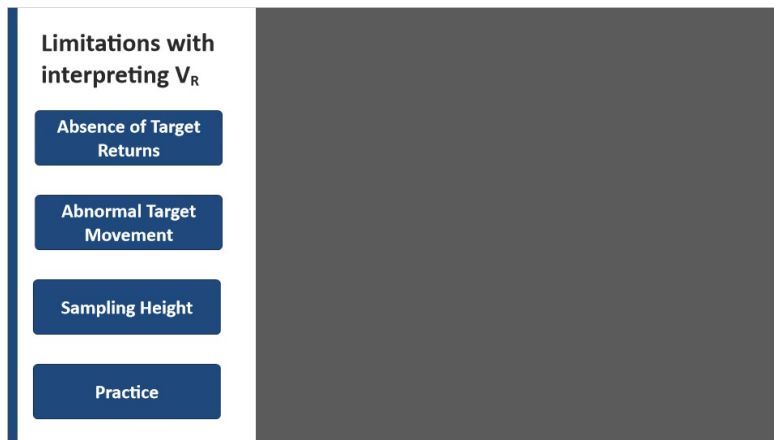 Limitations with
interpreting VR
Absence of Target
Returns
Abnormal Target
Movement
Sampling Height
Practice